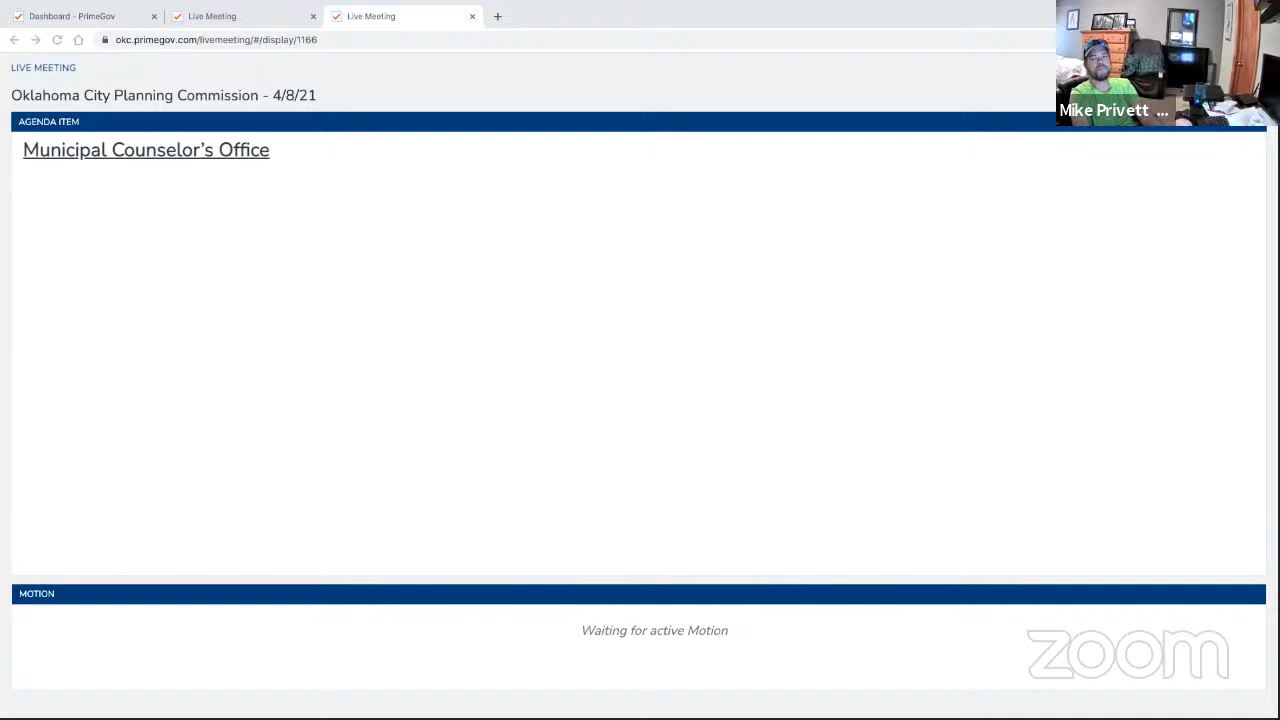 Dashboard - PrimeGov
Live Meeting
Live Meeting
okc.primegov.com/livemeeting/#/display/1166
LIVE MEETING
Oklahoma City Planning Commission - 4/8/21
AGENDA ITEM
Mike Privett ...
Municipal Counselor’s Office
MOTION
Waiting for active Motion
zoom